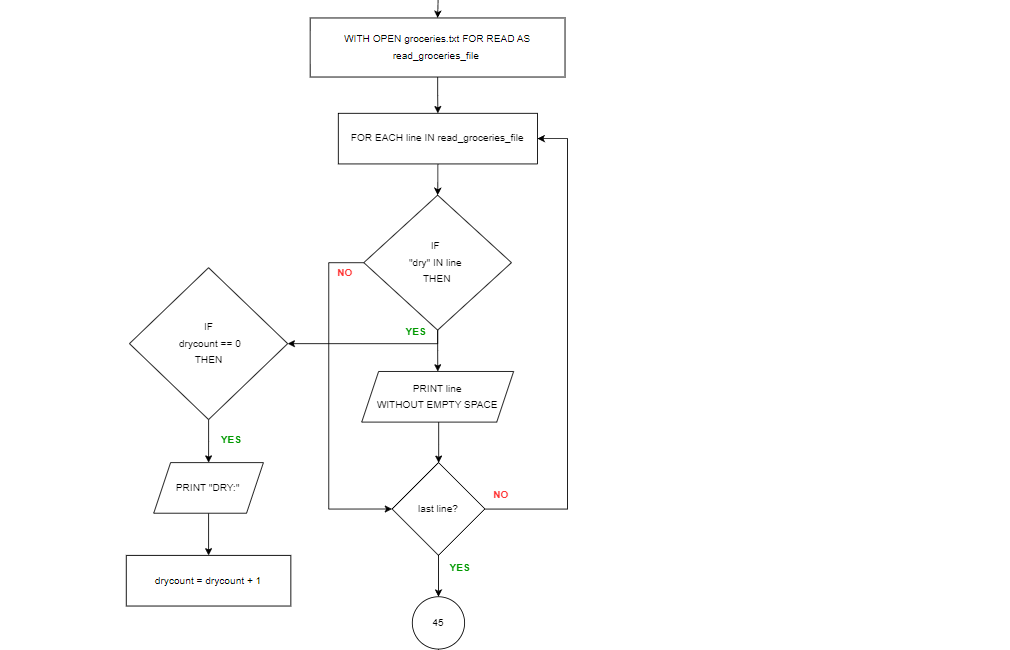 WITH OPEN groceries.txt FOR READ AS
read_groceries_file
FOR EACH line IN read_groceries_file
IF
"dry" IN line
THEN
NO
YES
IF
drycount == 0
THEN
PRINT line
WITHOUT EMPTY SPACE
YES
PRINT "DRY:"
NO
last line?
YES
drycount = drycount + 1
45